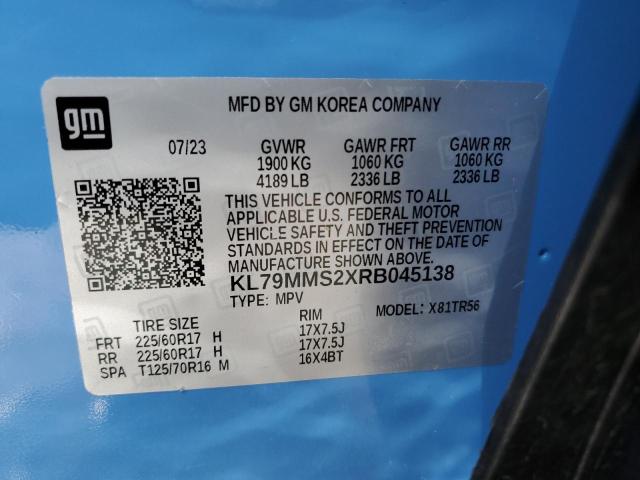 gm
MFD BY GM KOREA COMPANY
07/23 GVWR GAWR FRT GAWR RR
1900 KG 1060 KG 1060 KG
4189 LB 2336 LB 2336 LB
THIS VEHICLE CONFORMS TO ALL
APPLICABLE U.S. FEDERAL MOTOR
VEHICLE SAFETY AND THEFT PREVENTION
STANDARDS IN EFFECT ON THE DATE OF
MANUFACTURE SHOWN ABOVE.
KL79MMS2XRB045138
TYPE: MPV MODEL: X81TR56
TIRE SIZE RIM
FRT 225/60R17 H 17X7.5J
RR 225/60R17 H 17X7.5J
SPA T125/70R16 M 16X4BT